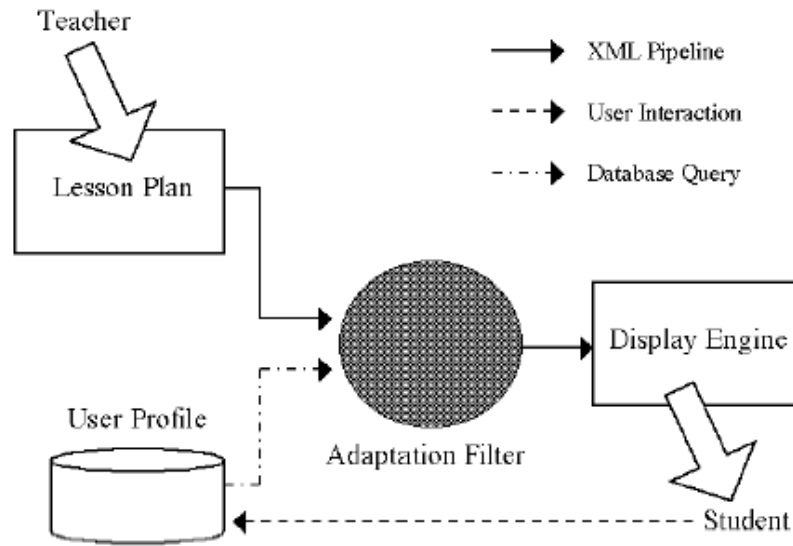 Teacher
XML Pipeline
User Interaction
Database Query
Lesson Plan
Display Engine
User Profile
Adaptation Filter
Student